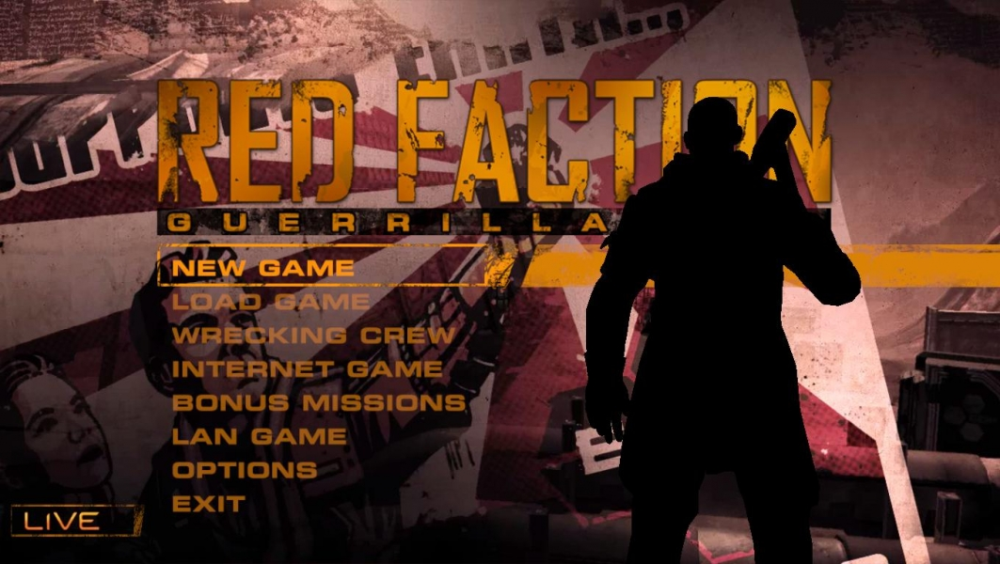 RED FACTION
GUERRILLA
NEW GAME
LOAD GAME
WRECKING CREW
INTERNET GAME
BONUS MISSIONS
LAN GAME
OPTIONS
EXIT
LIVE